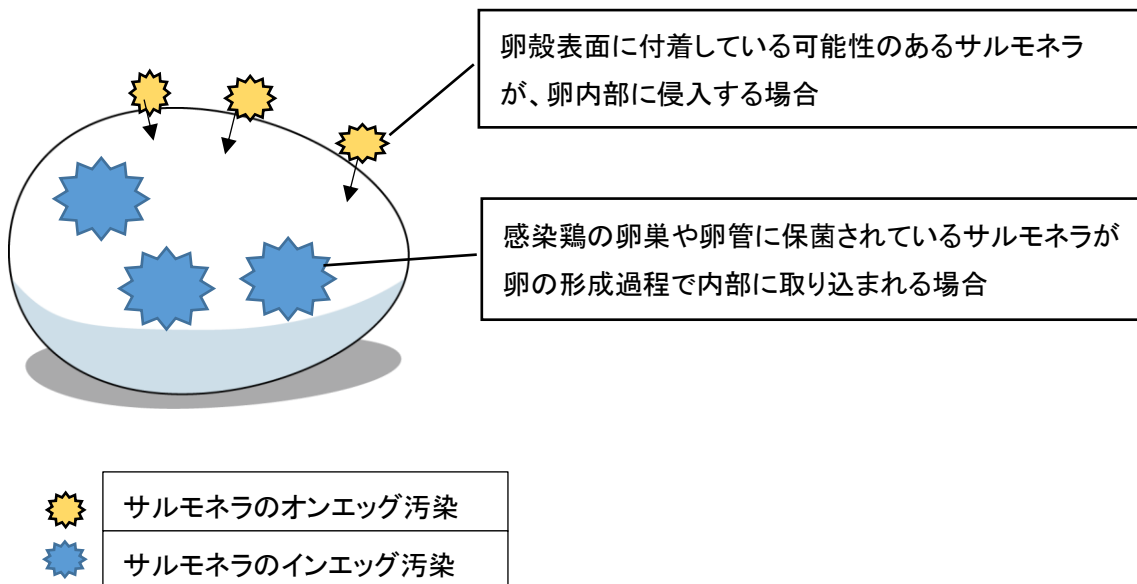 卵殻表面に付着している可能性のあるサルモネラ
が、卵内部に侵入する場合
感染鶏の卵巣や卵管に保菌されているサルモネラが
卵の形成過程で内部に取り込まれる場合
サルモネラのオンエッグ汚染
サルモネラのインエッグ汚染